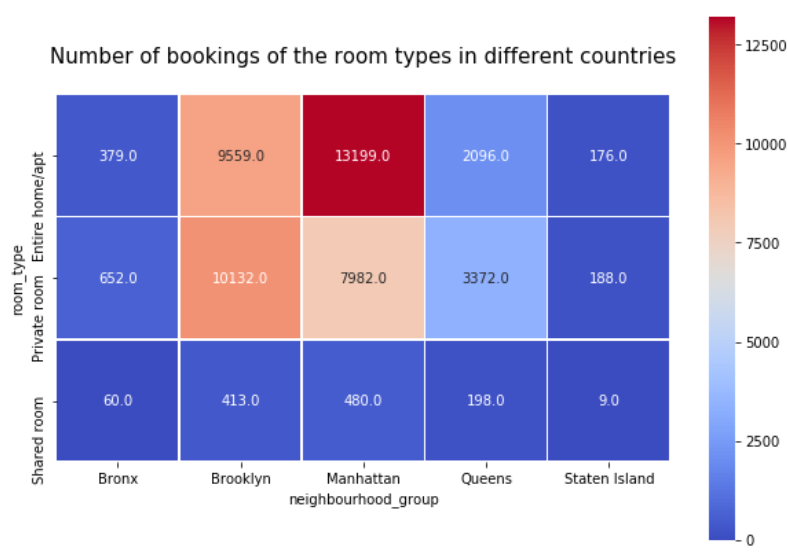 Number of bookings of the room types in different countries
12500
10000
7500
5000
2500
0
room_type
Entire home/apt
379.0 9559.0 13199.0 2096.0 176.0
Private room
652.0 10132.0 7982.0 3372.0 188.0
Shared room
60.0 413.0 480.0 198.0 9.0
Bronx Brooklyn Manhattan Queens Staten Island
neighbourhood_group